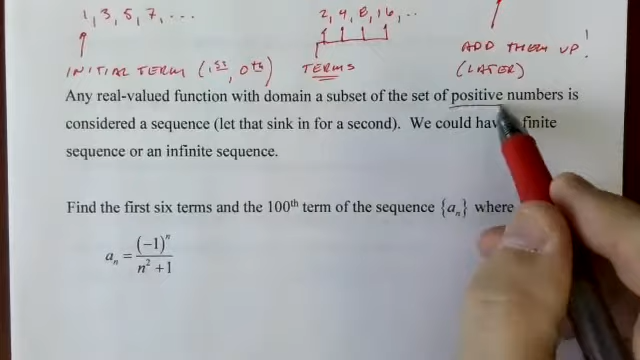 1, 3, 5, 7, ...
2, 4, 8, 16, ..
INITIAL TERM (1st, 0th)
TERMS
ADD THEM UP!
(LATER)
Any real-valued function with domain a subset of the set of positive numbers is
considered a sequence (let that sink in for a second). We could hav finite
sequence or an infinite sequence.
Find the first six terms and the 100th term of the sequence {aₙ} where
aₙ = (−1)ⁿ / n² + 1